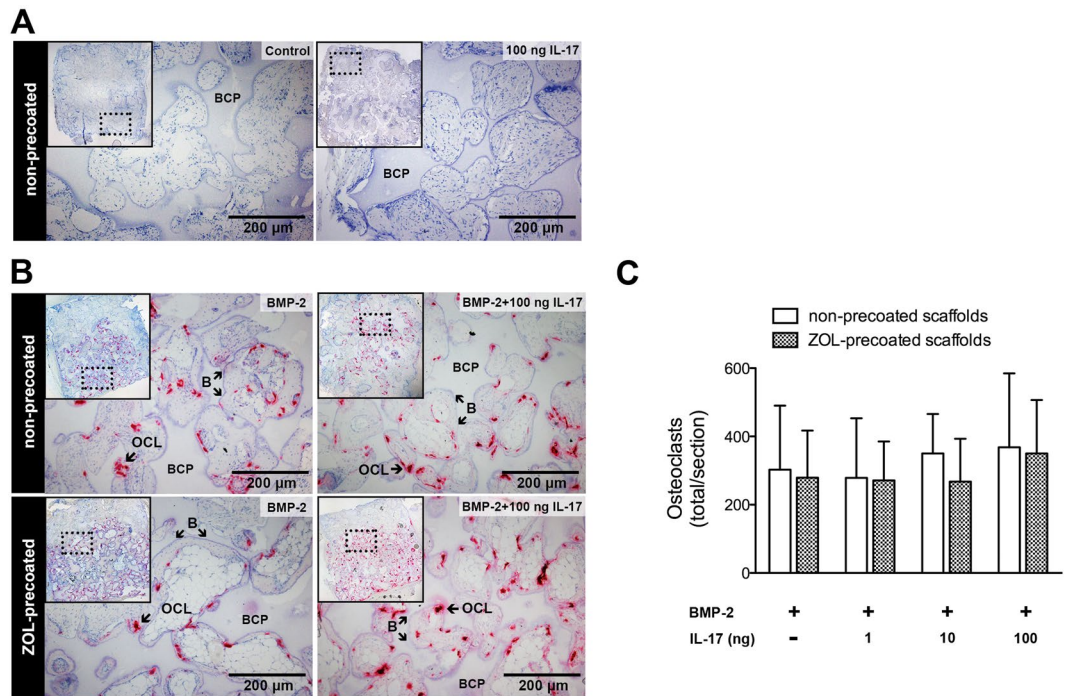 A
non-precoated
Control
BCP
200 µm
100 ng IL-17
BCP
200 µm
B
non-precoated
BMP-2
B
OCL
BCP
200 µm
BMP-2+100 ng IL-17
BCP
B
OCL
200 µm
ZOL-precoated
BMP-2
B
OCL
BCP
200 µm
BMP-2+100 ng IL-17
OCL
B
BCP
200 µm
C
non-precoated scaffolds
ZOL-precoated scaffolds
Osteoclasts
(total/section)
600
400
200
0
BMP-2 + + + +
IL-17 (ng) - 1 10 100